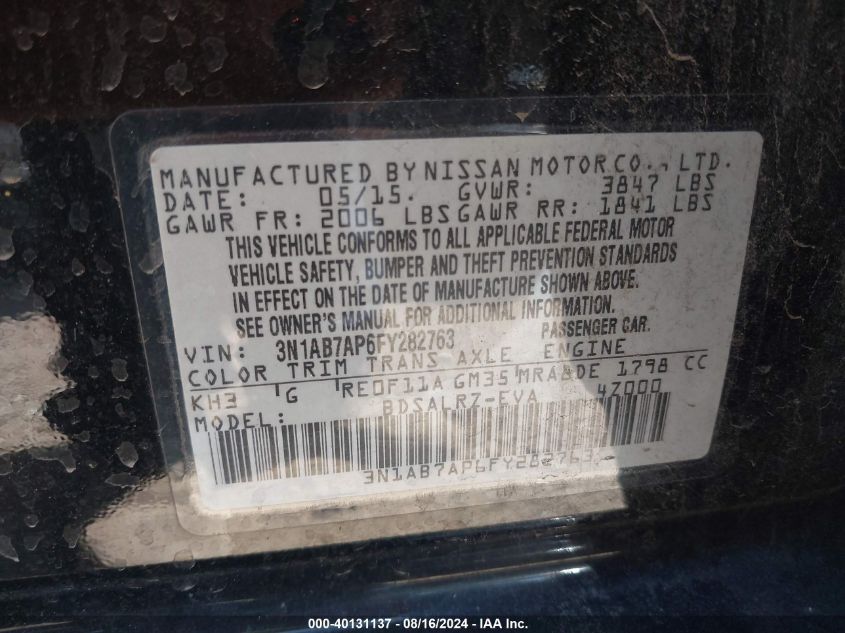 MANUFACTURED BY NISSAN MOTOR CO., LTD.
DATE: 05/15. GVWR: 3847 LBS
GAWR FR: 2006 LBS GAWR RR: 1841 LBS
THIS VEHICLE CONFORMS TO ALL APPLICABLE FEDERAL MOTOR
VEHICLE SAFETY, BUMPER AND THEFT PREVENTION STANDARDS
IN EFFECT ON THE DATE OF MANUFACTURE SHOWN ABOVE.
SEE OWNER'S MANUAL FOR ADDITIONAL INFORMATION.
VIN: 3N1AB7AP6FY282763 PASSENGER CAR.
COLOR TRIM TRANS AXLE ENGINE
KH3 G RE0F11A GM35 MRA8DE 1798 CC
MODEL: BDSALRZ-EVA 4Z000
3N1AB7AP6FY282763
000-40131137 - 08/16/2024 - IAA Inc.